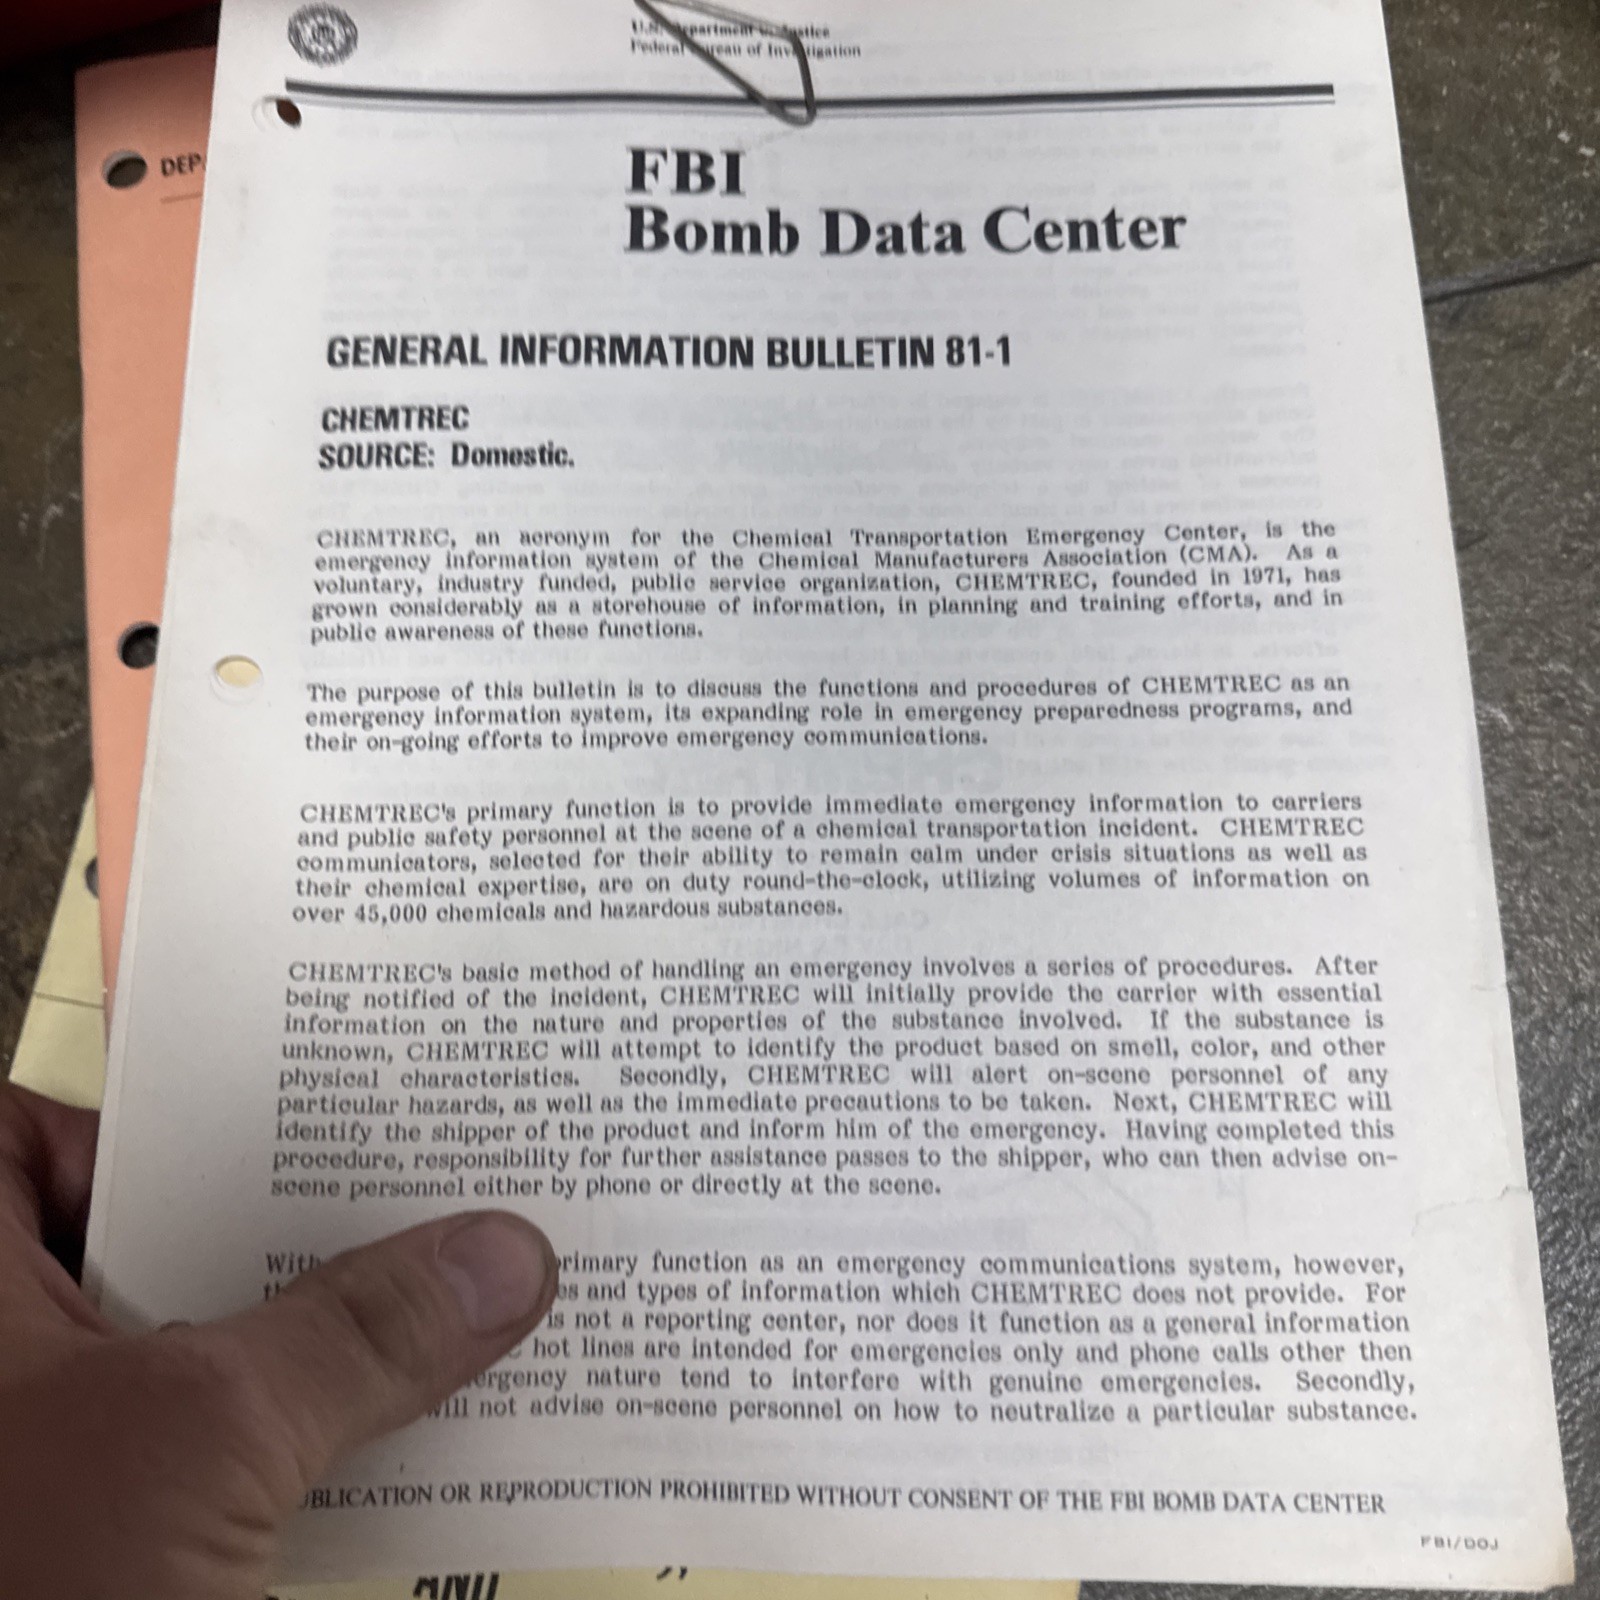 U.S. Department of Justice
Federal Bureau of Investigation
DEP
FBI
Bomb Data Center
GENERAL INFORMATION BULLETIN 81-1
CHEMTREC
SOURCE: Domestic.
CHEMTREC, an acronym for the Chemical Transportation Emergency Center, is the
emergency information system of the Chemical Manufacturers Association (CMA). As a
voluntary, industry funded, public service organization, CHEMTREC, founded in 1971, has
grown considerably as a storehouse of information, in planning and training efforts, and in
public awareness of these functions.
The purpose of this bulletin is to discuss the functions and procedures of CHEMTREC as an
emergency information system, its expanding role in emergency preparedness programs, and
their on-going efforts to improve emergency communications.
CHEMTREC's primary function is to provide immediate emergency information to carriers
and public safety personnel at the scene of a chemical transportation incident. CHEMTREC
communicators, selected for their ability to remain calm under crisis situations as well as
their chemical expertise, are on duty round-the-clock, utilizing volumes of information on
over 45,000 chemicals and hazardous substances.
CHEMTREC's basic method of handling an emergency involves a series of procedures. After
being notified of the incident, CHEMTREC will initially provide the carrier with essential
information on the nature and properties of the substance involved. If the substance is
unknown, CHEMTREC will attempt to identify the product based on smell, color, and other
physical characteristics. Secondly, CHEMTREC will alert on-scene personnel of any
particular hazards, as well as the immediate precautions to be taken. Next, CHEMTREC will
identify the shipper of the product and inform him of the emergency. Having completed this
procedure, responsibility for further assistance passes to the shipper, who can then advise on-
scene personnel either by phone or directly at the scene.
With primary function as an emergency communications system, however,
es and types of information which CHEMTREC does not provide. For
is not a reporting center, nor does it function as a general information
hot lines are intended for emergencies only and phone calls other then
ergency nature tend to interfere with genuine emergencies. Secondly,
will not advise on-scene personnel on how to neutralize a particular substance.
UBLICATION OR REPRODUCTION PROHIBITED WITHOUT CONSENT OF THE FBI BOMB DATA CENTER
FBI/DOJ
AND